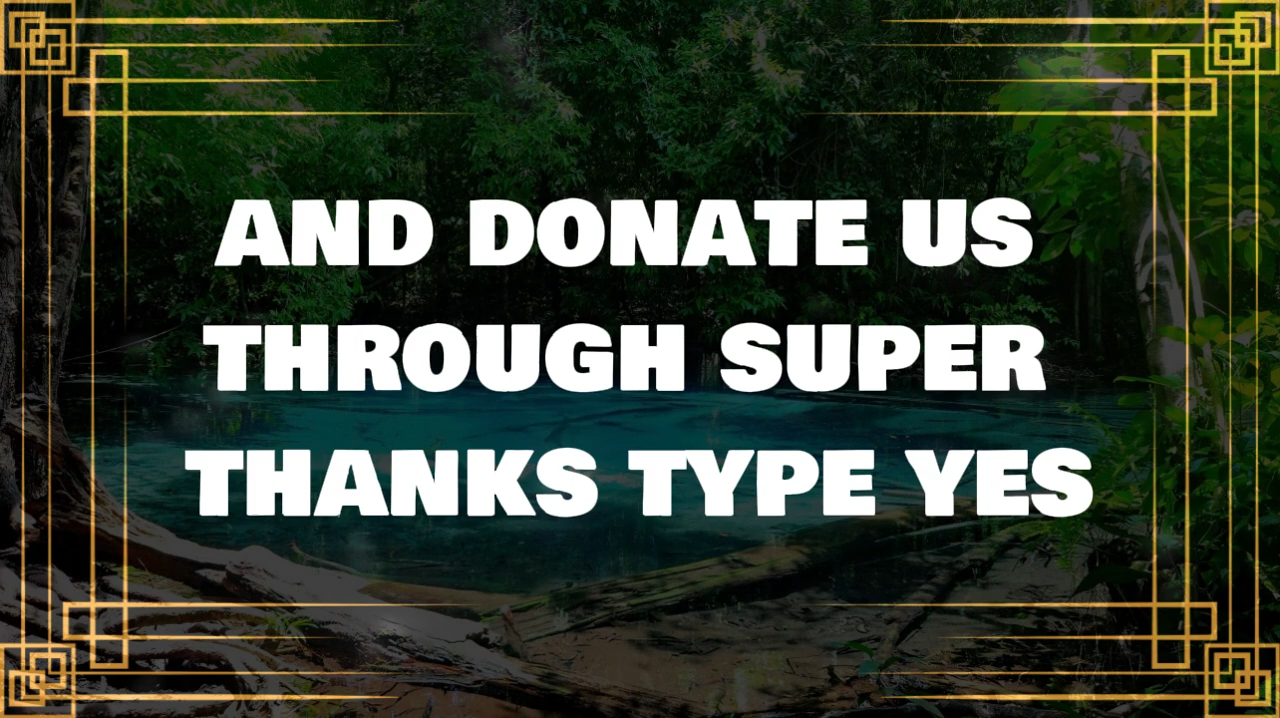 AND DONATE US
THROUGH SUPER
THANKS TYPE YES